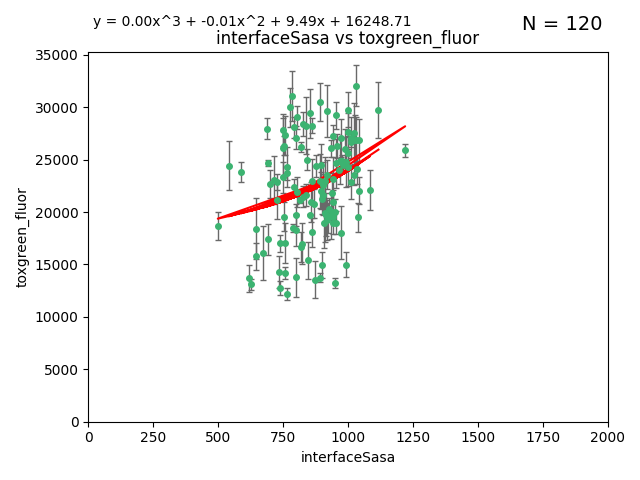 y = 0.00x^3 + -0.01x^2 + 9.49x + 16248.71
N = 120
interfaceSasa vs toxgreen_fluor
35000
30000
25000
20000
15000
10000
5000
0
toxgreen_fluor
0 250 500 750 1000 1250 1500 1750 2000
interfaceSasa